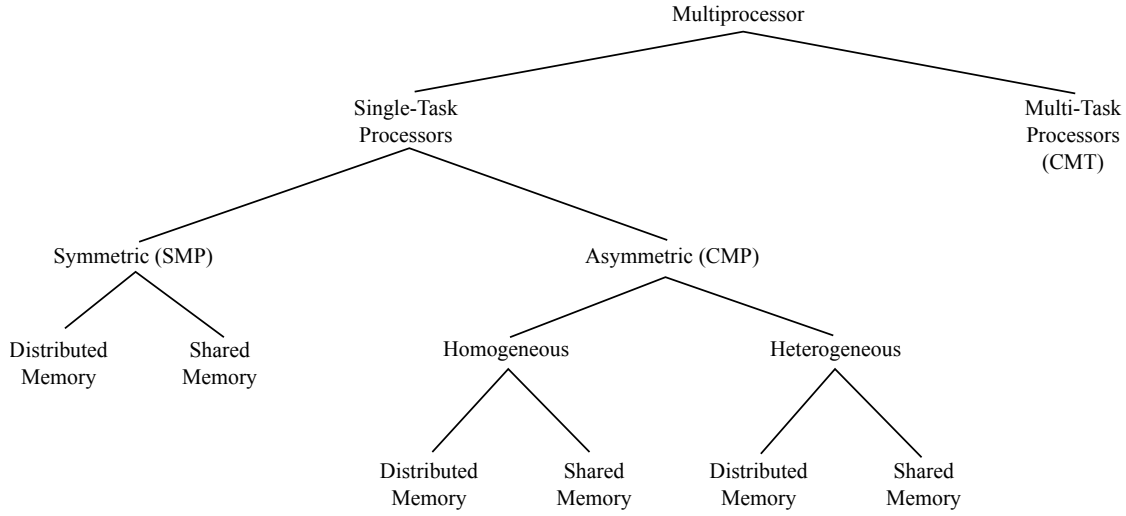 Multiprocessor
Single-Task
Processors
Multi-Task
Processors
(CMT)
Symmetric (SMP)
Asymmetric (CMP)
Distributed
Memory
Shared
Memory
Homogeneous
Heterogeneous
Distributed
Memory
Shared
Memory
Distributed
Memory
Shared
Memory